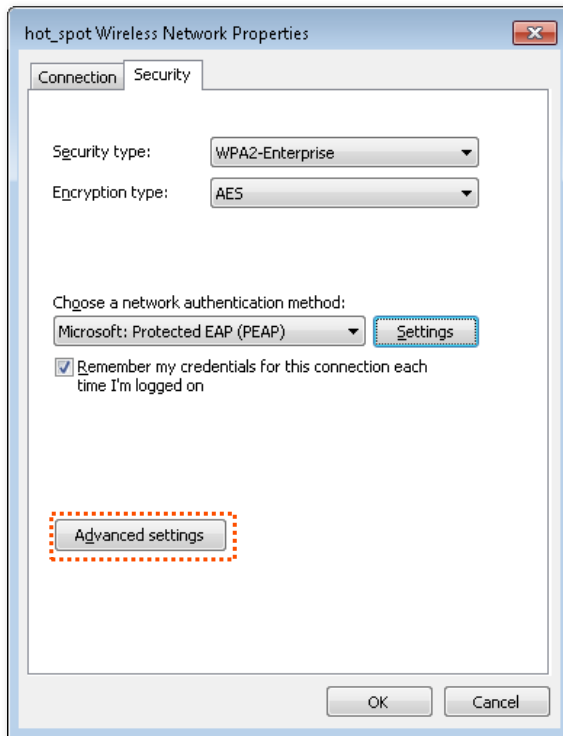 hot_spot Wireless Network Properties
Connection
Security
Security type:
WPA2-Enterprise
Encryption type:
AES
Choose a network authentication method:
Microsoft: Protected EAP (PEAP)
Settings
Remember my credentials for this connection each
time I'm logged on
Advanced settings
OK
Cancel